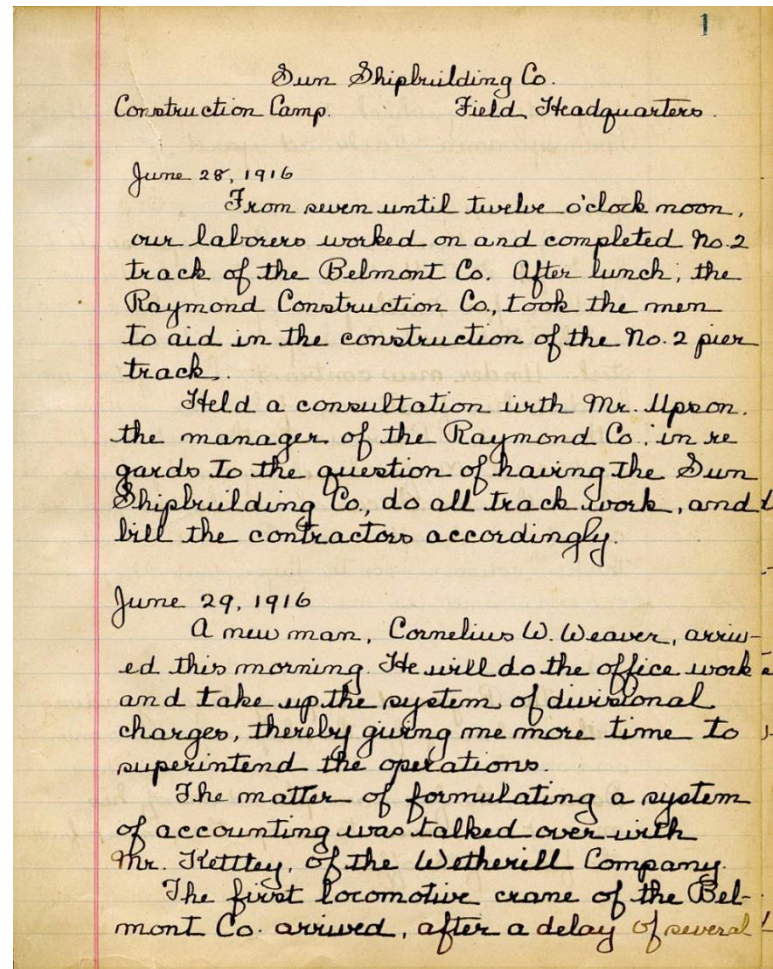 1
Sun Shipbuilding Co.
Construction Camp. Field Headquarters.
June 28, 1916
From seven until twelve o'clock noon,
our laborers worked on and completed No. 2
track of the Belmont Co. After lunch, the
Raymond Construction Co., took the men
to aid in the construction of the No. 2 pier
track.
Held a consultation with Mr. Upson,
the manager of the Raymond Co., in re
gards to the question of having the Sun
Shipbuilding Co., do all track work, and
bill the contractors accordingly.
June 29, 1916
A new man, Cornelius W. Weaver, arriv-
ed this morning. He will do the office work
and take up the system of divisional
charges, thereby giving me more time to
superintend the operations.
The matter of formulating a system
of accounting was talked over with
Mr. , of the Wetherill Company.
The first locomotive crane of the Bel-
mont Co. arrived, after a delay of several